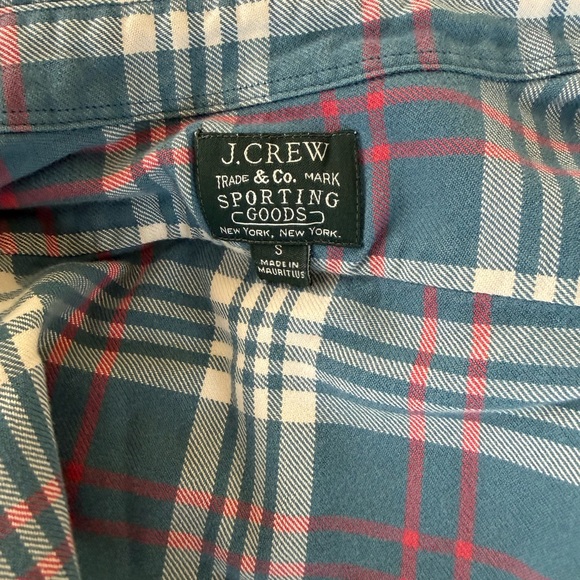 J.CREW
TRADE & Co. MARK
SPORTING
GOODS
NEW YORK, NEW YORK.
S
MADE IN
MAURITIUS